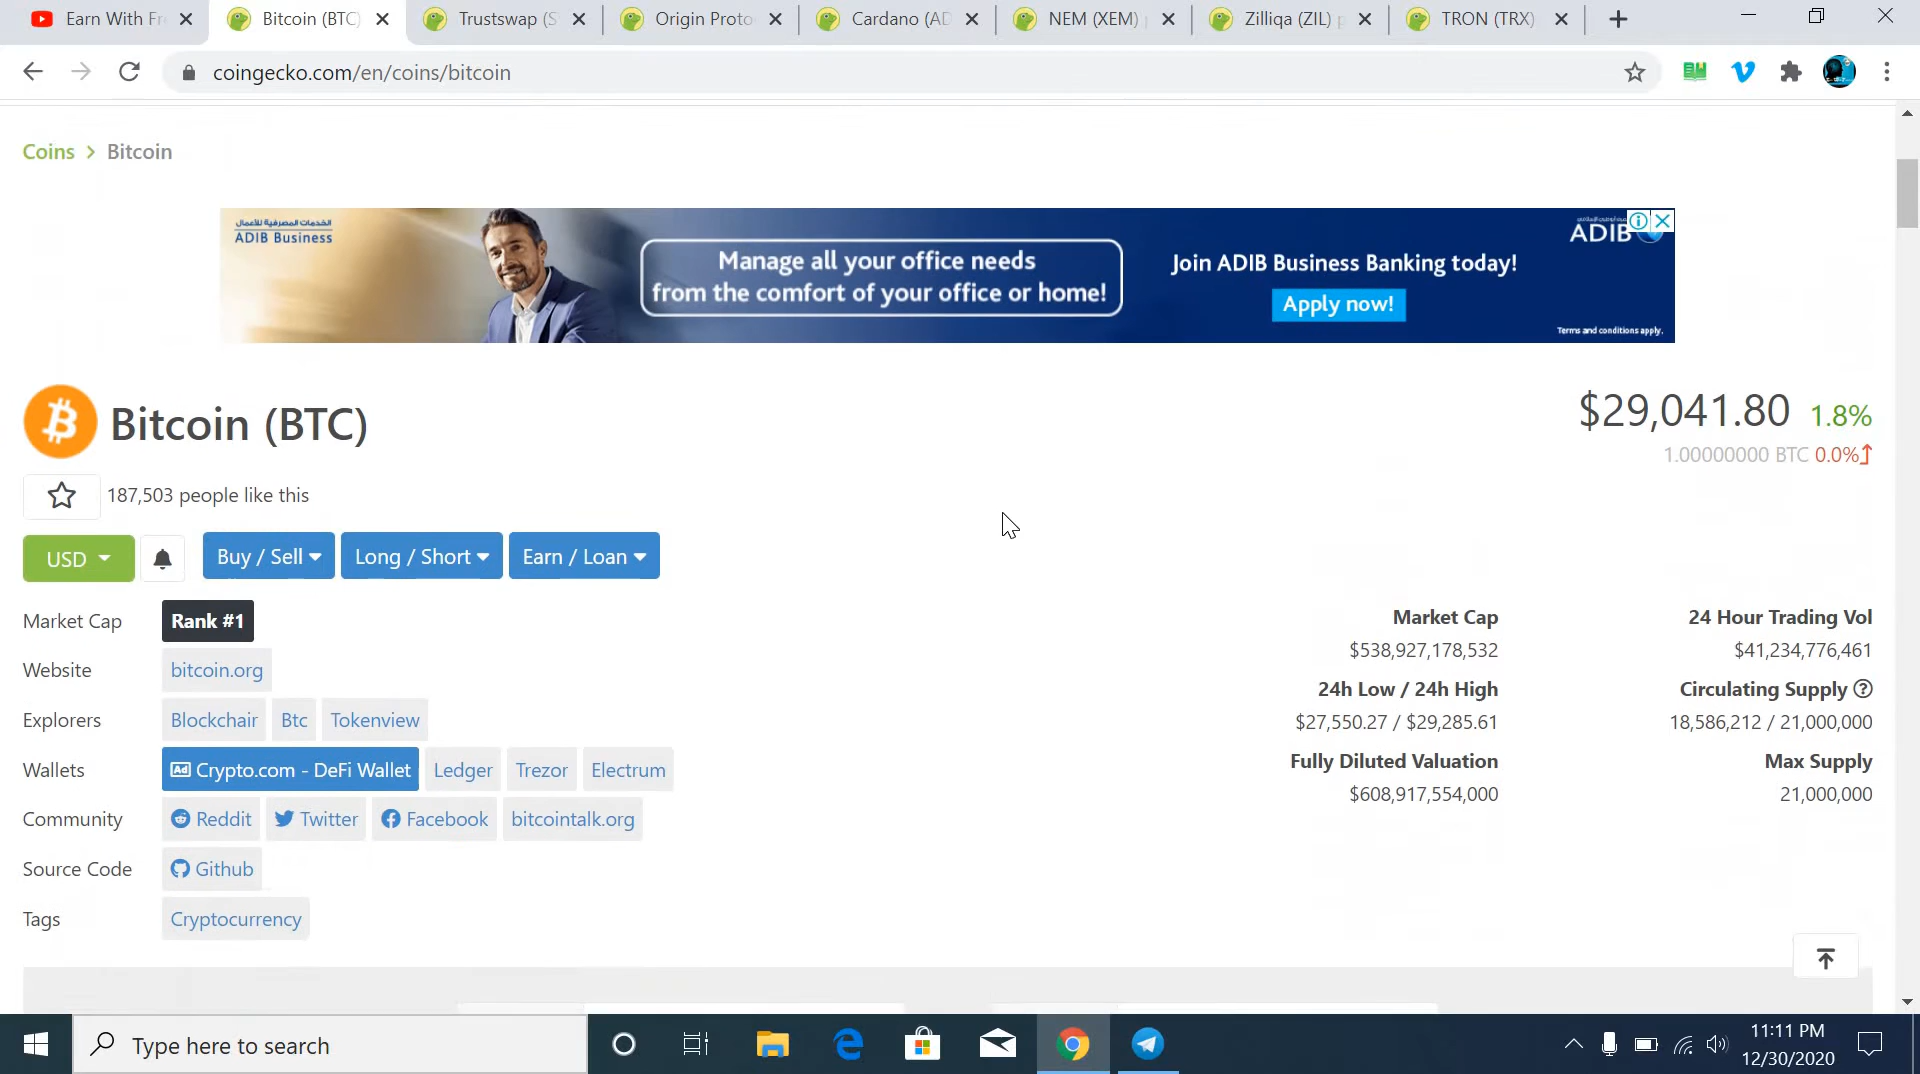 Earn With Fr
Bitcoin (BTC)
Trustswap (S
Origin Proto
Cardano (AD
NEM (XEM)
Zilliqa (ZIL) p
TRON (TRX)
coingecko.com/en/coins/bitcoin
Coins > Bitcoin
الخدمات المصرفية للأعمال
ADIB Business
Manage all your office needs
from the comfort of your office or home!
Join ADIB Business Banking today!
Apply now!
ADIB
Terms and conditions apply.
Bitcoin (BTC)
$29,041.80 1.8%
1.00000000 BTC 0.0%
187,503 people like this
USD
Buy / Sell
Long / Short
Earn / Loan
Market Cap Rank #1
Website bitcoin.org
Explorers Blockchair Btc Tokenview
Wallets Ad Crypto.com - DeFi Wallet Ledger Trezor Electrum
Community Reddit Twitter Facebook bitcointalk.org
Source Code Github
Tags Cryptocurrency
Market Cap
$538,927,178,532
24 Hour Trading Vol
$41,234,776,461
24h Low / 24h High
$27,550.27 / $29,285.61
Circulating Supply ?
18,586,212 / 21,000,000
Fully Diluted Valuation
$608,917,554,000
Max Supply
21,000,000
Type here to search
11:11 PM
12/30/2020